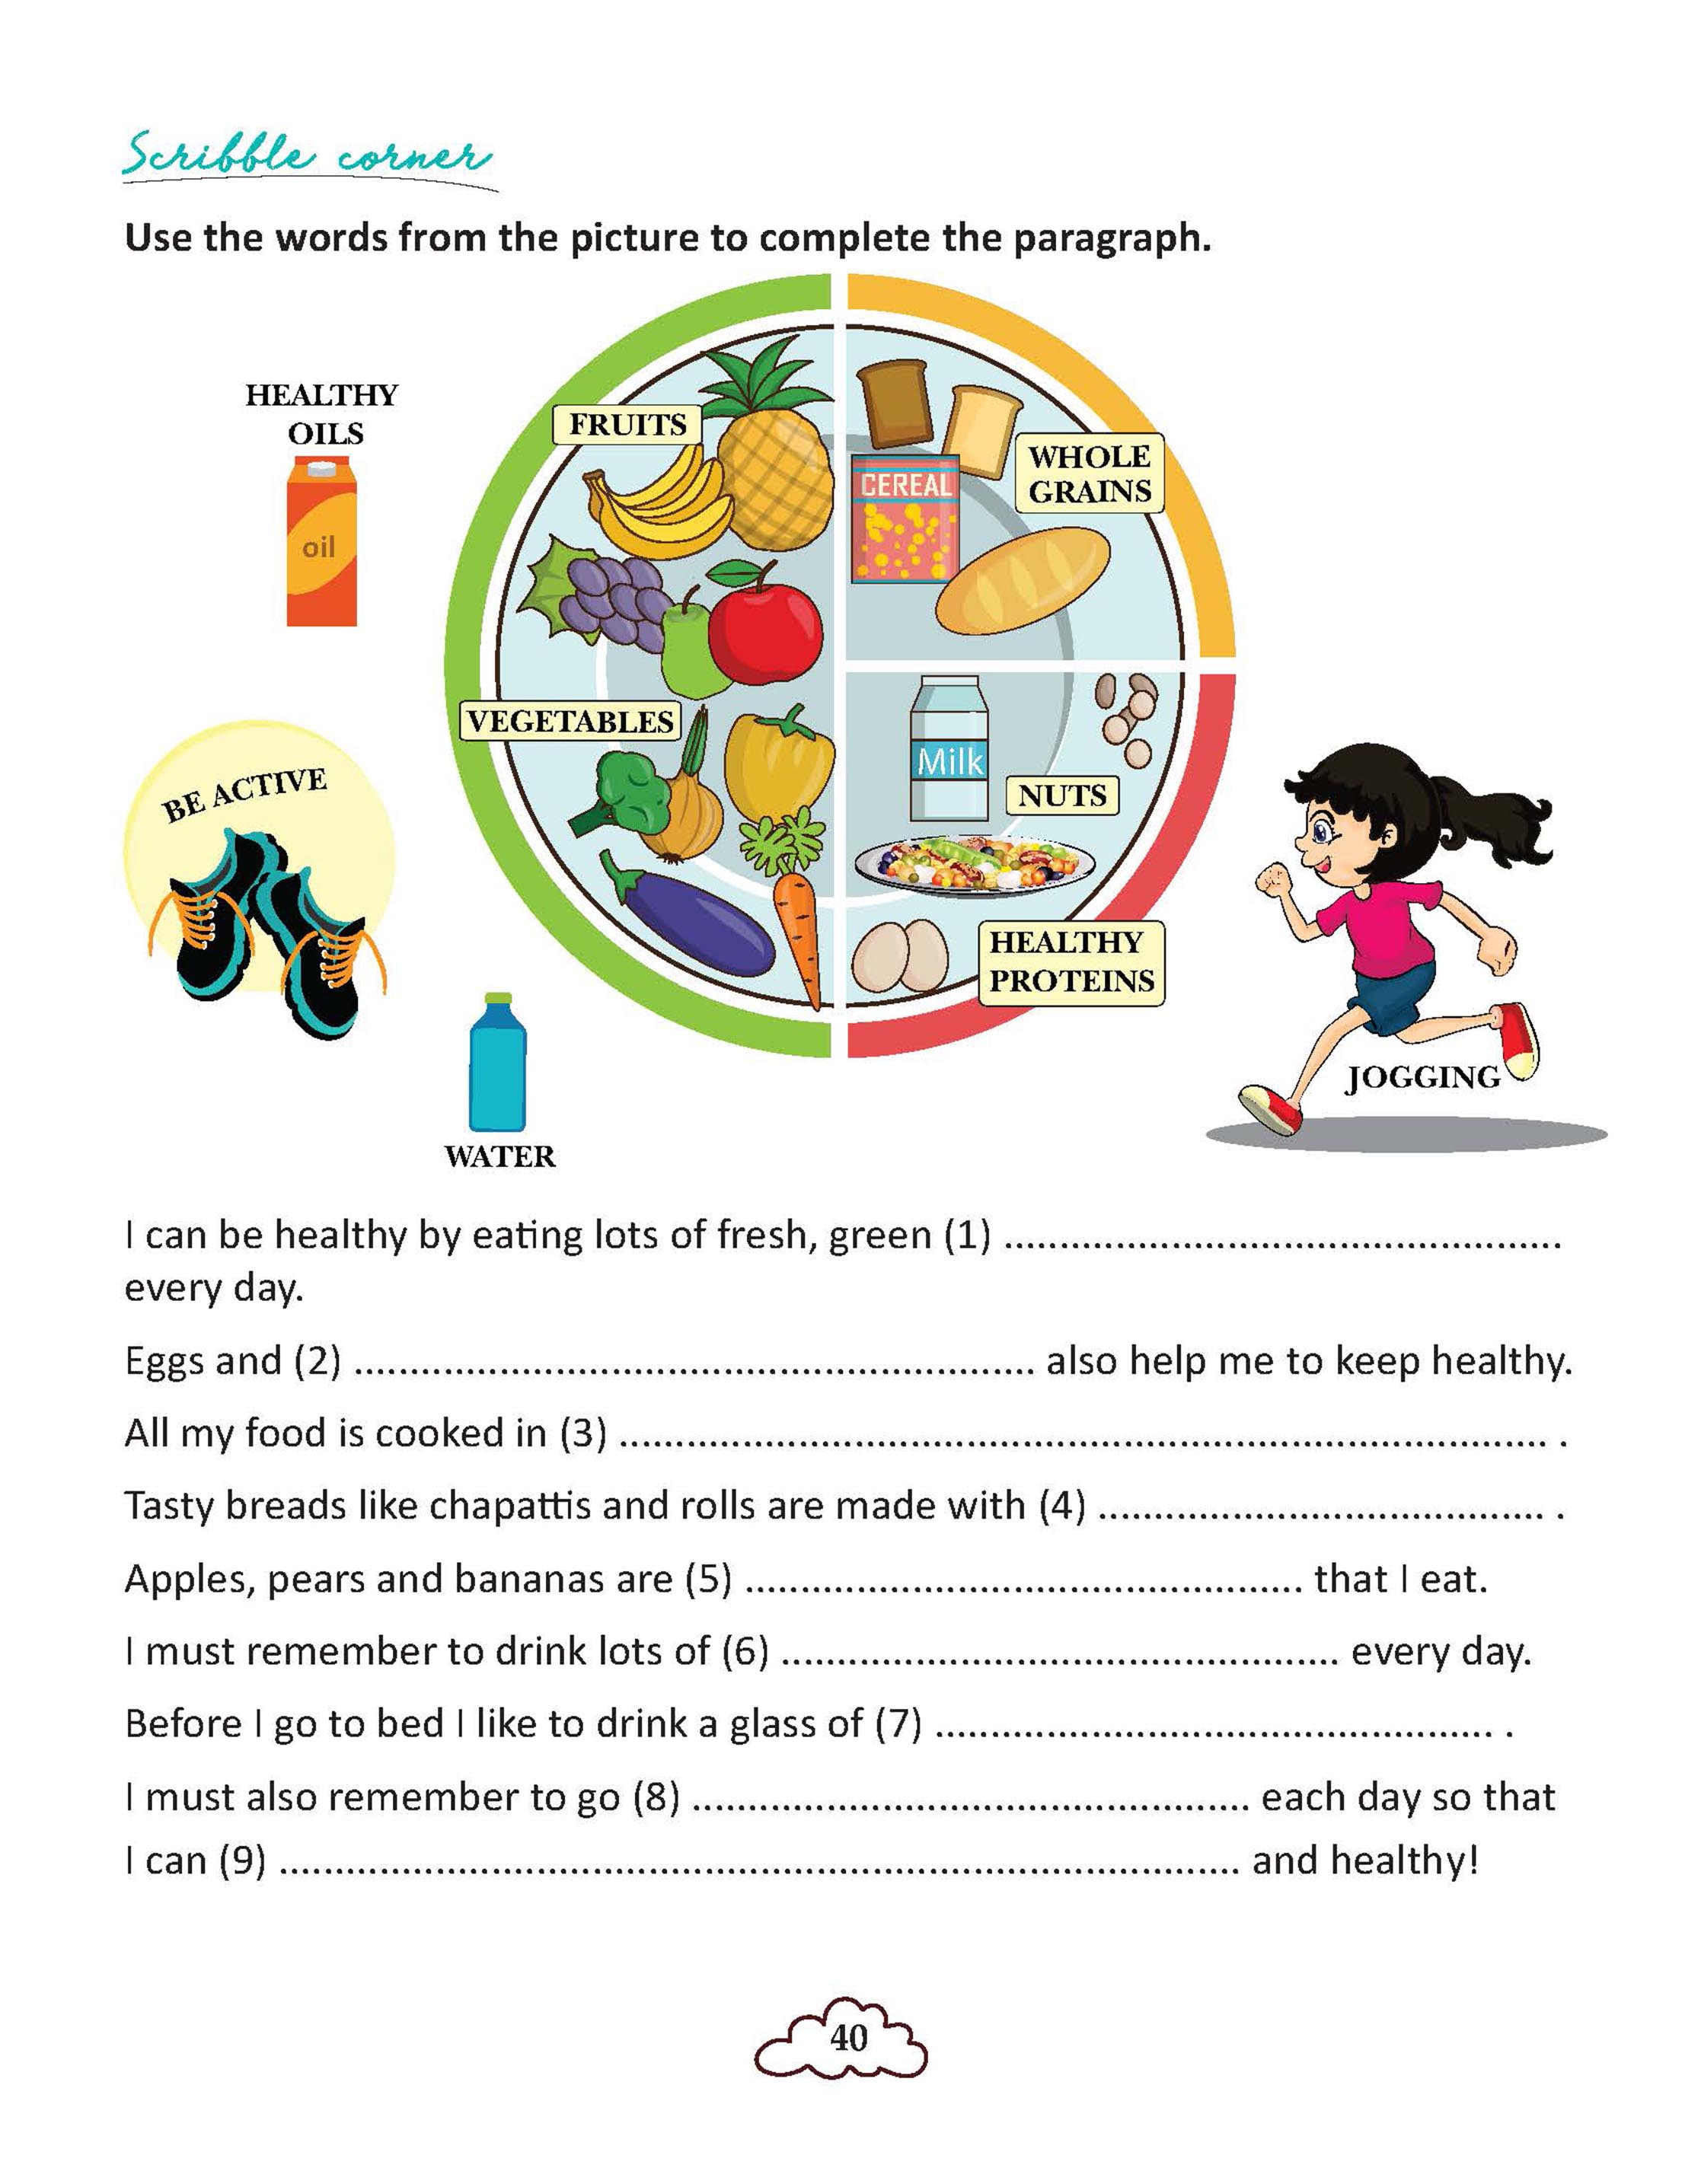 Scribble corner
Use the words from the picture to complete the paragraph.
HEALTHY
OILS
oil
FRUITS
CEREAL
WHOLE
GRAINS
VEGETABLES
Milk
NUTS
BE ACTIVE
HEALTHY
PROTEINS
JOGGING
WATER
I can be healthy by eating lots of fresh, green (1) ..................................................
every day.
Eggs and (2) ............................................................. also help me to keep healthy.
All my food is cooked in (3) ................................................................................... .
Tasty breads like chapattis and rolls are made with (4) ........................................ .
Apples, pears and bananas are (5) .................................................. that I eat.
I must remember to drink lots of (6) .................................................. every day.
Before I go to bed I like to drink a glass of (7) .................................................. .
I must also remember to go (8) .................................................. each day so that
I can (9) ...................................................................................... and healthy!
40